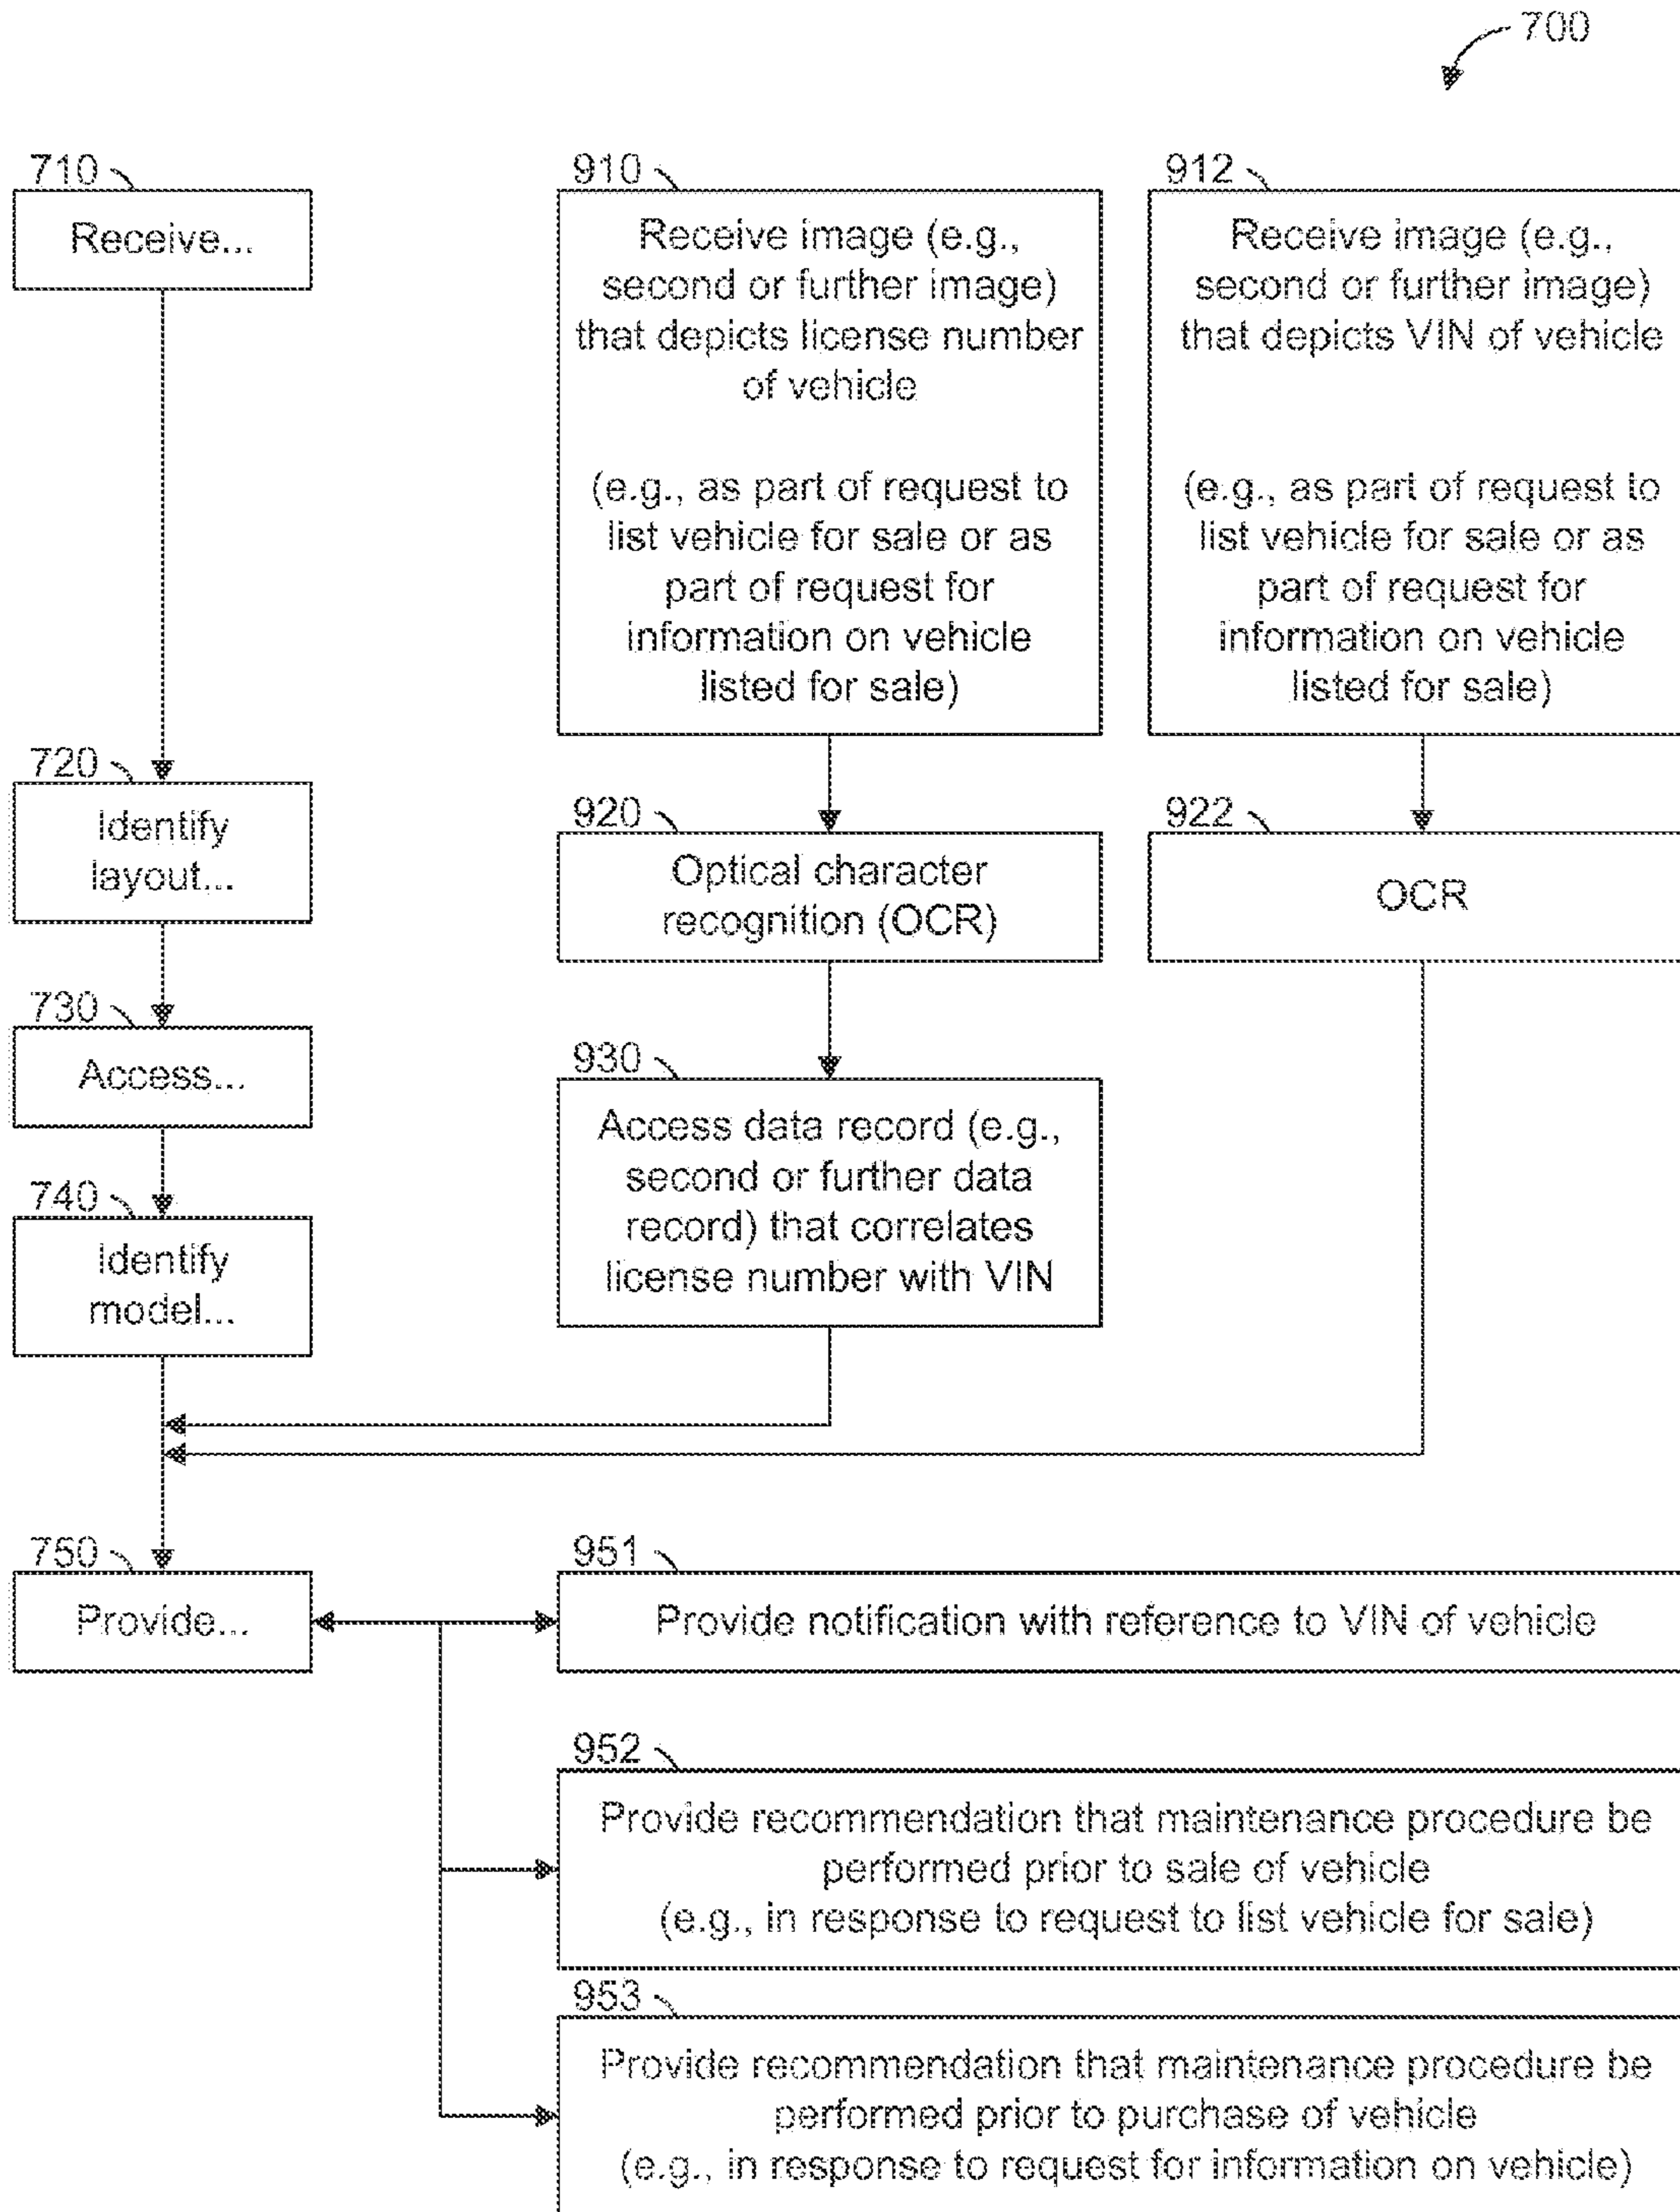 700
710
Receive...
910
Receive image (e.g.,
second or further image)
that depicts license number
of vehicle
(e.g., as part of request to
list vehicle for sale or as
part of request for
information on vehicle
listed for sale)
912
Receive image (e.g.,
second or further image)
that depicts VIN of vehicle
(e.g., as part of request to
list vehicle for sale or as
part of request for
information on vehicle
listed for sale)
720
Identify
layout...
920
Optical character
recognition (OCR)
922
OCR
730
Access...
930
Access data record (e.g.,
second or further data
record) that correlates
license number with VIN
740
Identify
model...
750
Provide...
951
Provide notification with reference to VIN of vehicle
952
Provide recommendation that maintenance procedure be
performed prior to sale of vehicle
(e.g., in response to request to list vehicle for sale)
953
Provide recommendation that maintenance procedure be
performed prior to purchase of vehicle
(e.g., in response to request for information on vehicle)